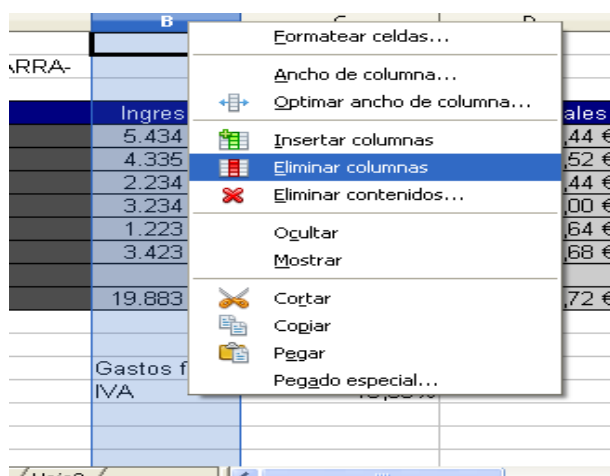 B
Formatear celdas...
ARRA-
Ancho de columna...
Optimar ancho de columna...
Ingres ales
5.434 ,44 €
Insertar columnas
4.335 ,52 €
Eliminar columnas
2.234 ,44 €
Eliminar contenidos...
3.234 ,00 €
1.223 ,64 €
Ocultar
3.423 ,68 €
Mostrar
19.883 ,72 €
Cortar
Copiar
Pegar
Gastos f
Pegado especial...
IVA